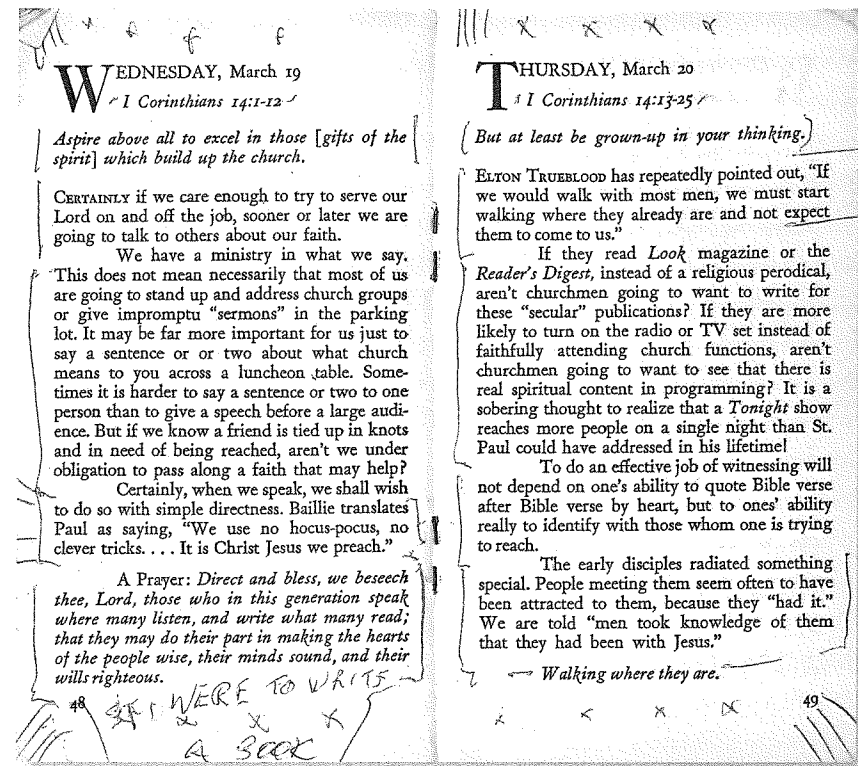 WEDNESDAY, March 19
I Corinthians 14:1-12
Aspire above all to excel in those [gifts of the
spirit] which build up the church.
CERTAINLY if we care enough to try to serve our
Lord on and off the job, sooner or later we are
going to talk to others about our faith.
We have a ministry in what we say.
This does not mean necessarily that most of us
are going to stand up and address church groups
or give impromptu "sermons" in the parking
lot. It may be far more important for us just to
say a sentence or or two about what church
means to you across a luncheon table. Some-
times it is harder to say a sentence or two to one
person than to give a speech before a large audi-
ence. But if we know a friend is tied up in knots
and in need of being reached, aren't we under
obligation to pass along a faith that may help?
Certainly, when we speak, we shall wish
to do so with simple directness. Baillie translates
Paul as saying, "We use no hocus-pocus, no
clever tricks. . . . It is Christ Jesus we preach."
A Prayer: Direct and bless, we beseech
thee, Lord, those who in this generation speak
where many listen, and write what many read;
that they may do their part in making the hearts
of the people wise, their minds sound, and their
wills righteous.
48
IF I WERE TO WRITE
A BOOK
THURSDAY, March 20
I Corinthians 14:13-25
But at least be grown-up in your thinking.
ELTON TRUEBLOOD has repeatedly pointed out, "If
we would walk with most men, we must start
walking where they already are and not expect
them to come to us."
If they read Look magazine or the
Reader's Digest, instead of a religious perodical,
aren't churchmen going to want to write for
these "secular" publications? If they are more
likely to turn on the radio or TV set instead of
faithfully attending church functions, aren't
churchmen going to want to see that there is
real spiritual content in programming? It is a
sobering thought to realize that a Tonight show
reaches more people on a single night than St.
Paul could have addressed in his lifetime!
To do an effective job of witnessing will
not depend on one's ability to quote Bible verse
after Bible verse by heart, but to ones' ability
really to identify with those whom one is trying
to reach.
The early disciples radiated something
special. People meeting them seem often to have
been attracted to them, because they "had it."
We are told "men took knowledge of them
that they had been with Jesus."
Walking where they are.
49